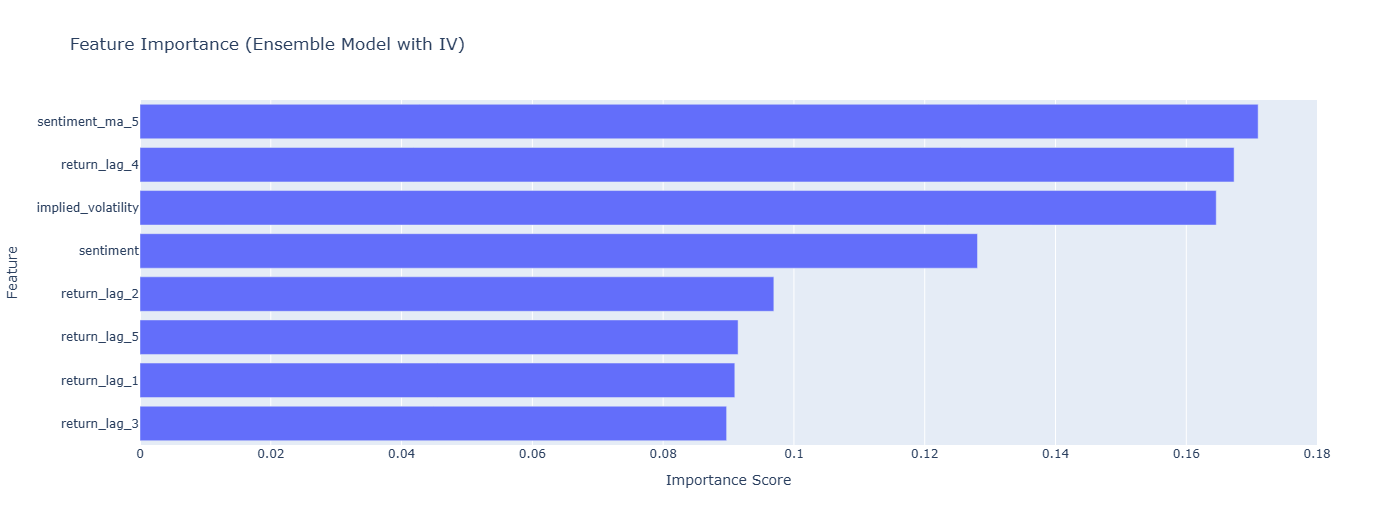 Feature Importance (Ensemble Model with IV)
Feature
sentiment_ma_5
return_lag_4
implied_volatility
sentiment
return_lag_2
return_lag_5
return_lag_1
return_lag_3
0 0.02 0.04 0.06 0.08 0.1 0.12 0.14 0.16 0.18
Importance Score